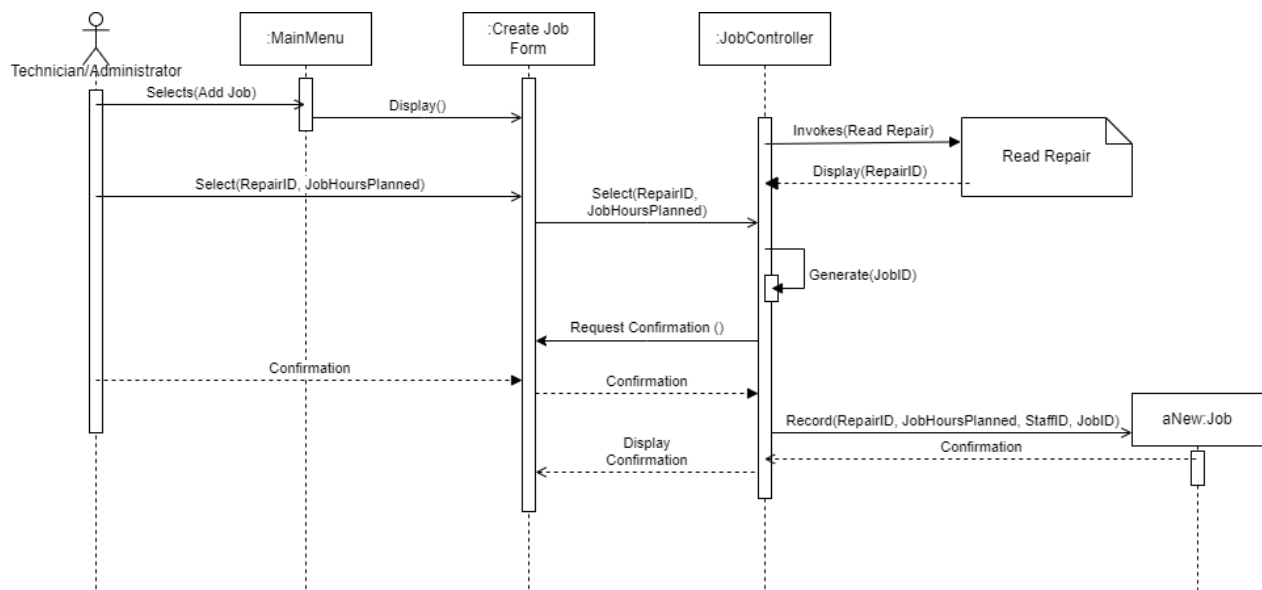 :MainMenu
:Create Job
Form
:JobController
Technician/Administrator
Selects(Add Job)
Display()
Invokes(Read Repair)
Read Repair
Display(RepairID)
Select(RepairID, JobHoursPlanned)
Select(RepairID,
JobHoursPlanned)
Generate(JobID)
Request Confirmation ()
Confirmation
Confirmation
Record(RepairID, JobHoursPlanned, StaffID, JobID)
aNew:Job
Confirmation
Display
Confirmation